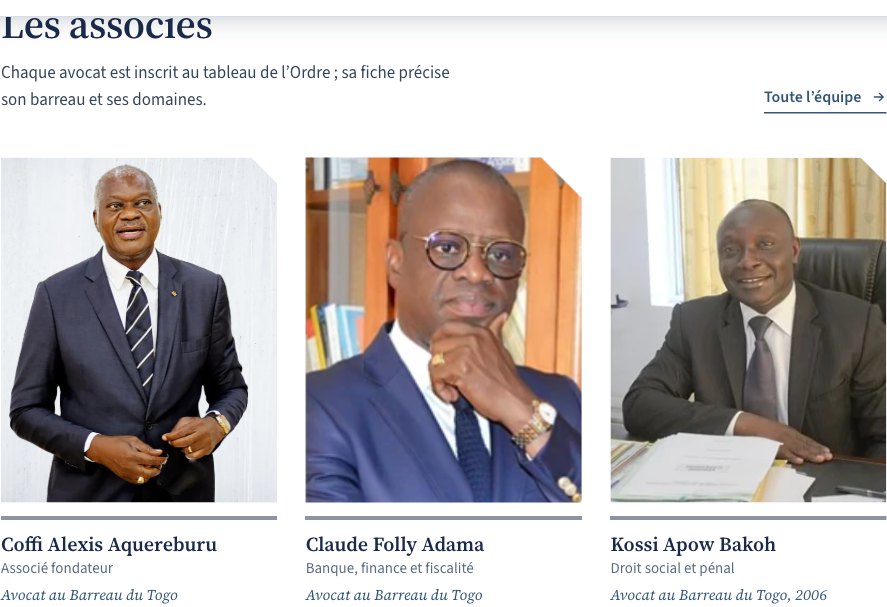 Les associés
Chaque avocat est inscrit au tableau de l’Ordre ; sa fiche précise
son barreau et ses domaines.
Toute l’équipe →
Coffi Alexis Aquereburu
Associé fondateur
Avocat au Barreau du Togo
Claude Folly Adama
Banque, finance et fiscalité
Avocat au Barreau du Togo
Kossi Apow Bakoh
Droit social et pénal
Avocat au Barreau du Togo, 2006